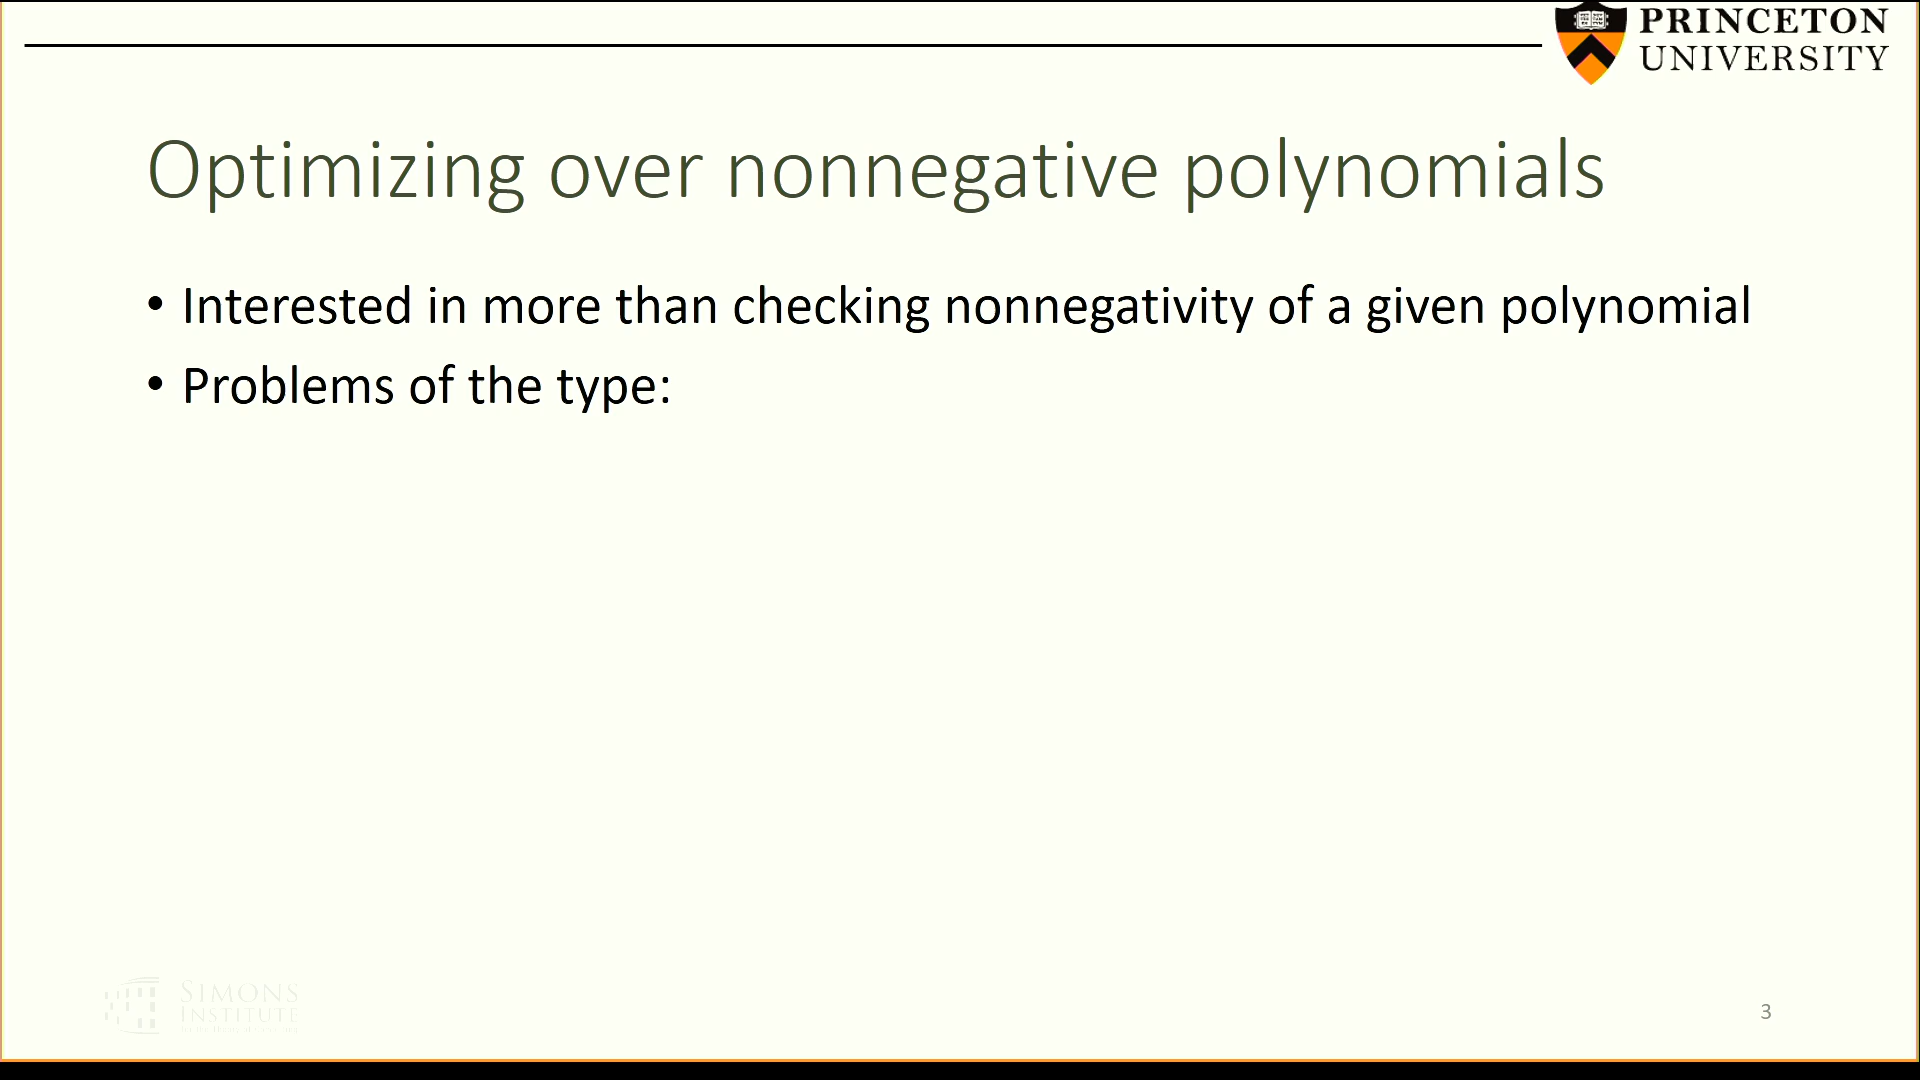 PRINCETON
UNIVERSITY
Optimizing over nonnegative polynomials
• Interested in more than checking nonnegativity of a given polynomial
• Problems of the type:
SIMONS
INSTITUTE
3